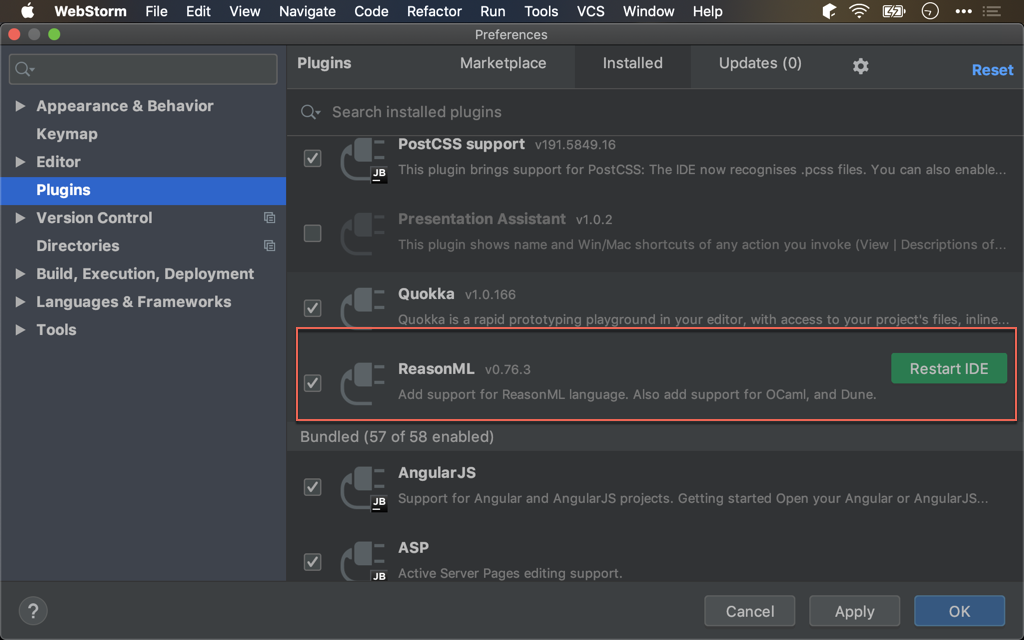 WebStorm File Edit View Navigate Code Refactor Run Tools VCS Window Help
Preferences
Plugins Marketplace Installed Updates (0) Reset
Search installed plugins
Appearance & Behavior
Keymap
Editor
Plugins
Version Control
Directories
Build, Execution, Deployment
Languages & Frameworks
Tools
PostCSS support v191.5849.16
This plugin brings support for PostCSS: The IDE now recognises .pcss files. You can also enable...
JB
Presentation Assistant v1.0.2
This plugin shows name and Win/Mac shortcuts of any action you invoke (View | Descriptions of...
Quokka v1.0.166
Quokka is a rapid prototyping playground in your editor, with access to your project's files, inline...
ReasonML v0.76.3
Restart IDE
Add support for ReasonML language. Also add support for OCaml, and Dune.
Bundled (57 of 58 enabled)
AngularJS
Support for Angular and AngularJS projects. Getting started Open your Angular or AngularJS...
JB
ASP
Active Server Pages editing support.
JB
? Cancel Apply OK